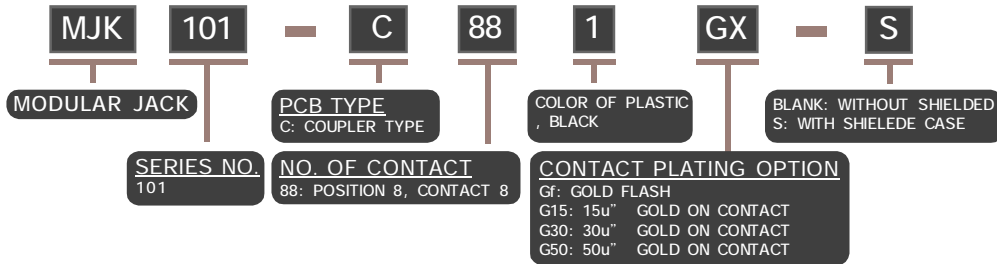 MJK 101 - C 88 1 GX - S
MODULAR JACK
SERIES NO.
101
PCB TYPE
C: COUPLER TYPE
NO. OF CONTACT
88: POSITION 8, CONTACT 8
COLOR OF PLASTIC
, BLACK
CONTACT PLATING OPTION
Gf: GOLD FLASH
G15: 15u" GOLD ON CONTACT
G30: 30u" GOLD ON CONTACT
G50: 50u" GOLD ON CONTACT
BLANK: WITHOUT SHIELDED
S: WITH SHIELEDE CASE